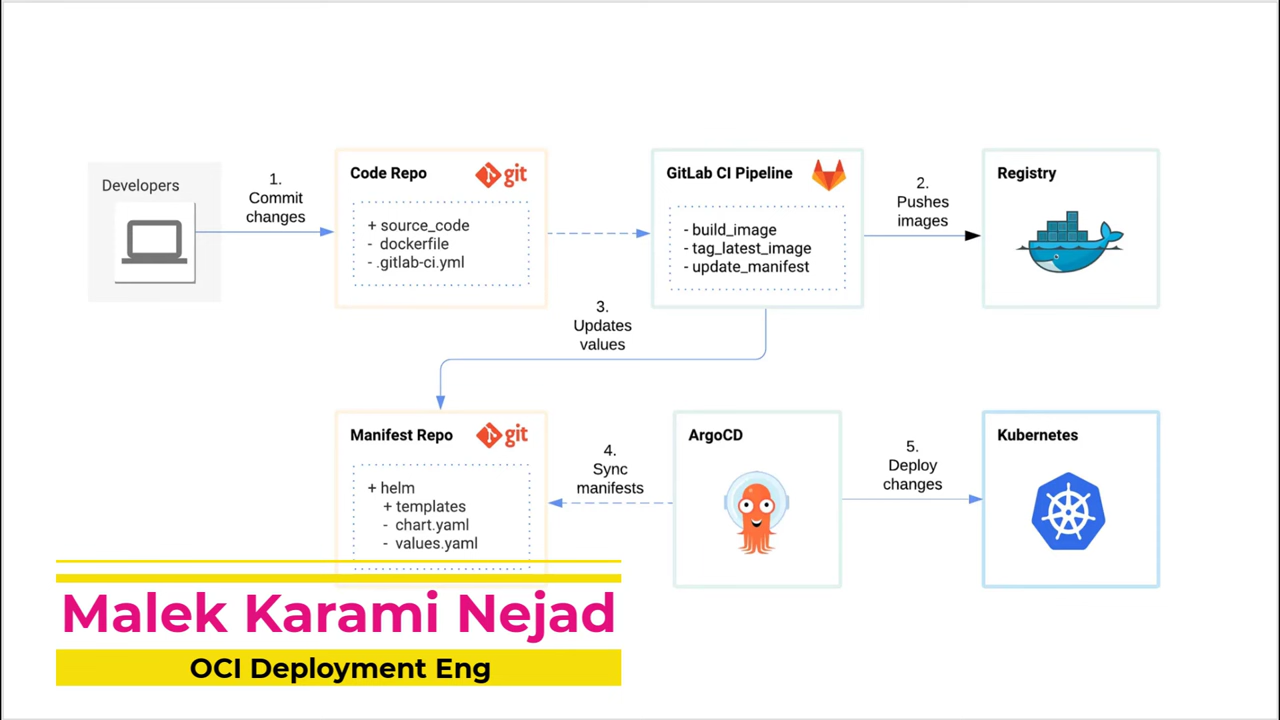 Developers
1.
Commit
changes
Code Repo
git
+ source_code
- dockerfile
- .gitlab-ci.yml
GitLab CI Pipeline
- build_image
- tag_latest_image
- update_manifest
2.
Pushes
images
Registry
3.
Updates
values
Manifest Repo
git
+ helm
+ templates
- chart.yaml
- values.yaml
4.
Sync
manifests
ArgoCD
5.
Deploy
changes
Kubernetes
Malek Karami Nejad
OCI Deployment Eng